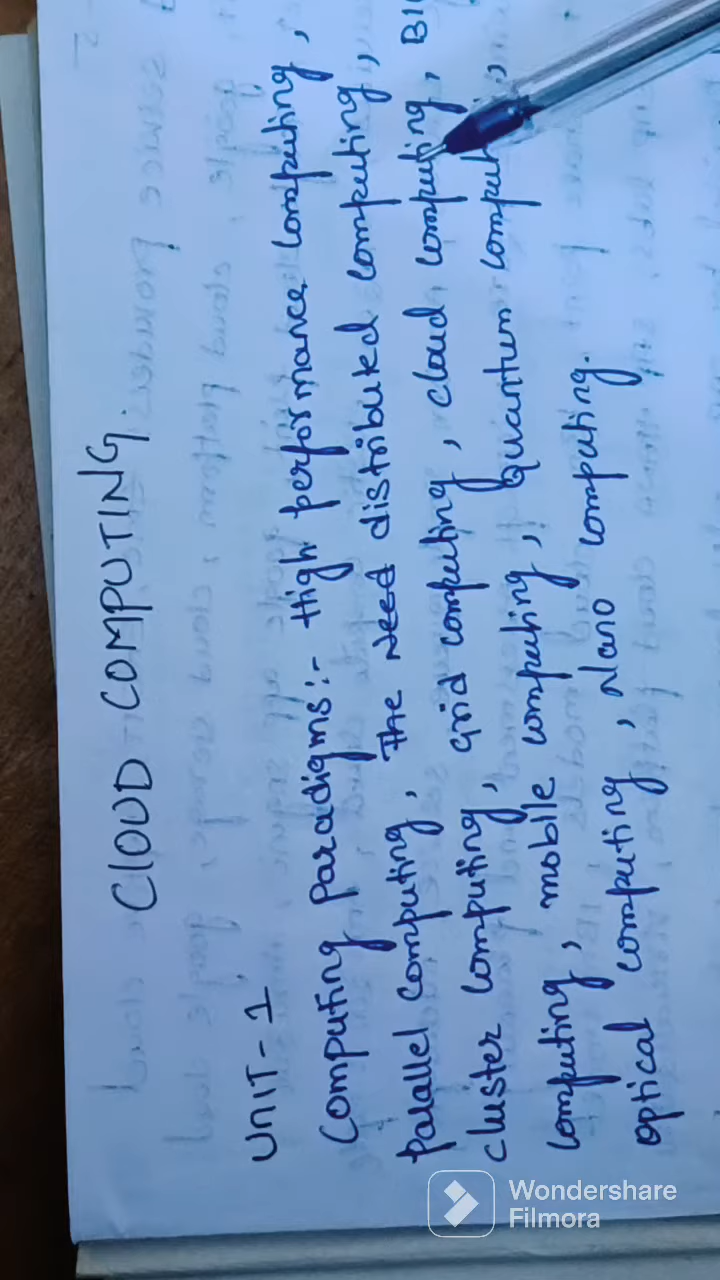 CLOUD COMPUTING.
UNIT-1
Computing paradigms:- High performance computing,
parallel computing, The Need distributed computing,
cluster computing, Grid computing, cloud computing,
computing, mobile computing, Quantum
optical computing, Nano computing.
Wondershare
Filmora